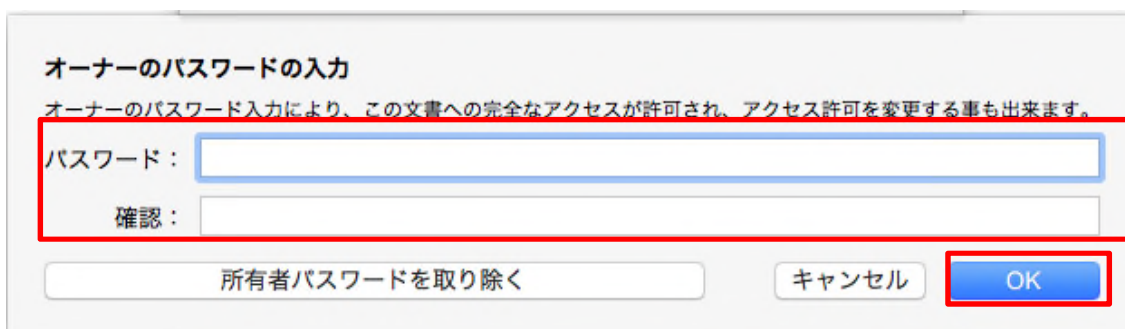 オーナーのパスワードの入力
オーナーのパスワード入力により、この文書への完全なアクセスが許可され、アクセス許可を変更する事も出来ます。
パスワード：
確認：
所有者パスワードを取り除く キャンセル OK